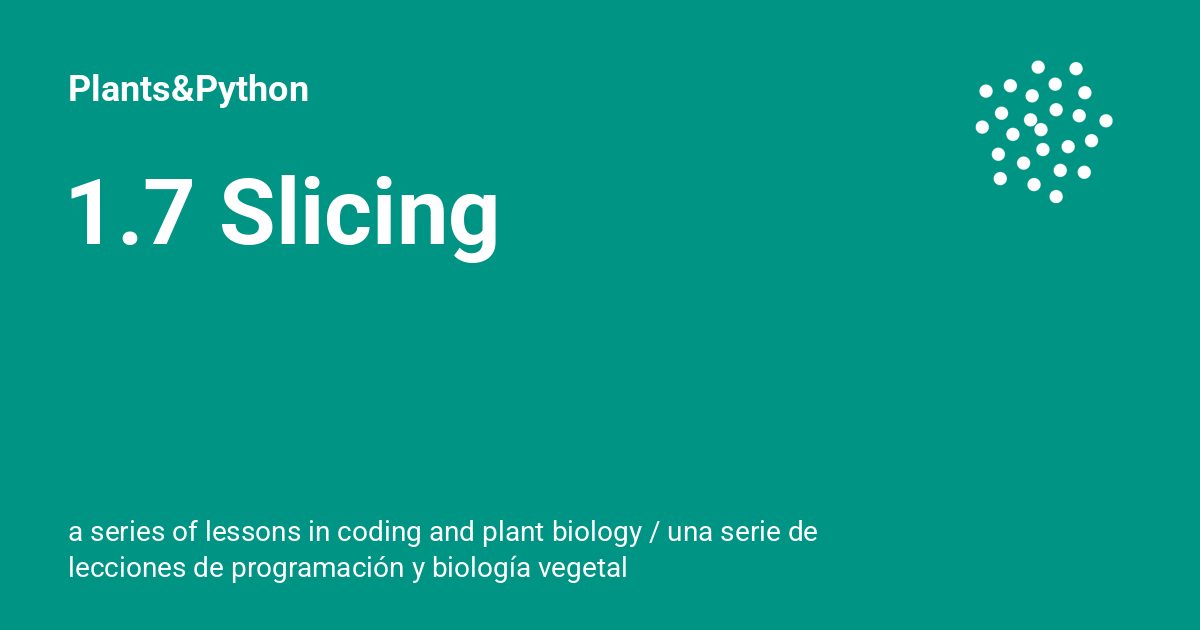 Plants&Python
1.7 Slicing
a series of lessons in coding and plant biology / una serie de
lecciones de programación y biología vegetal